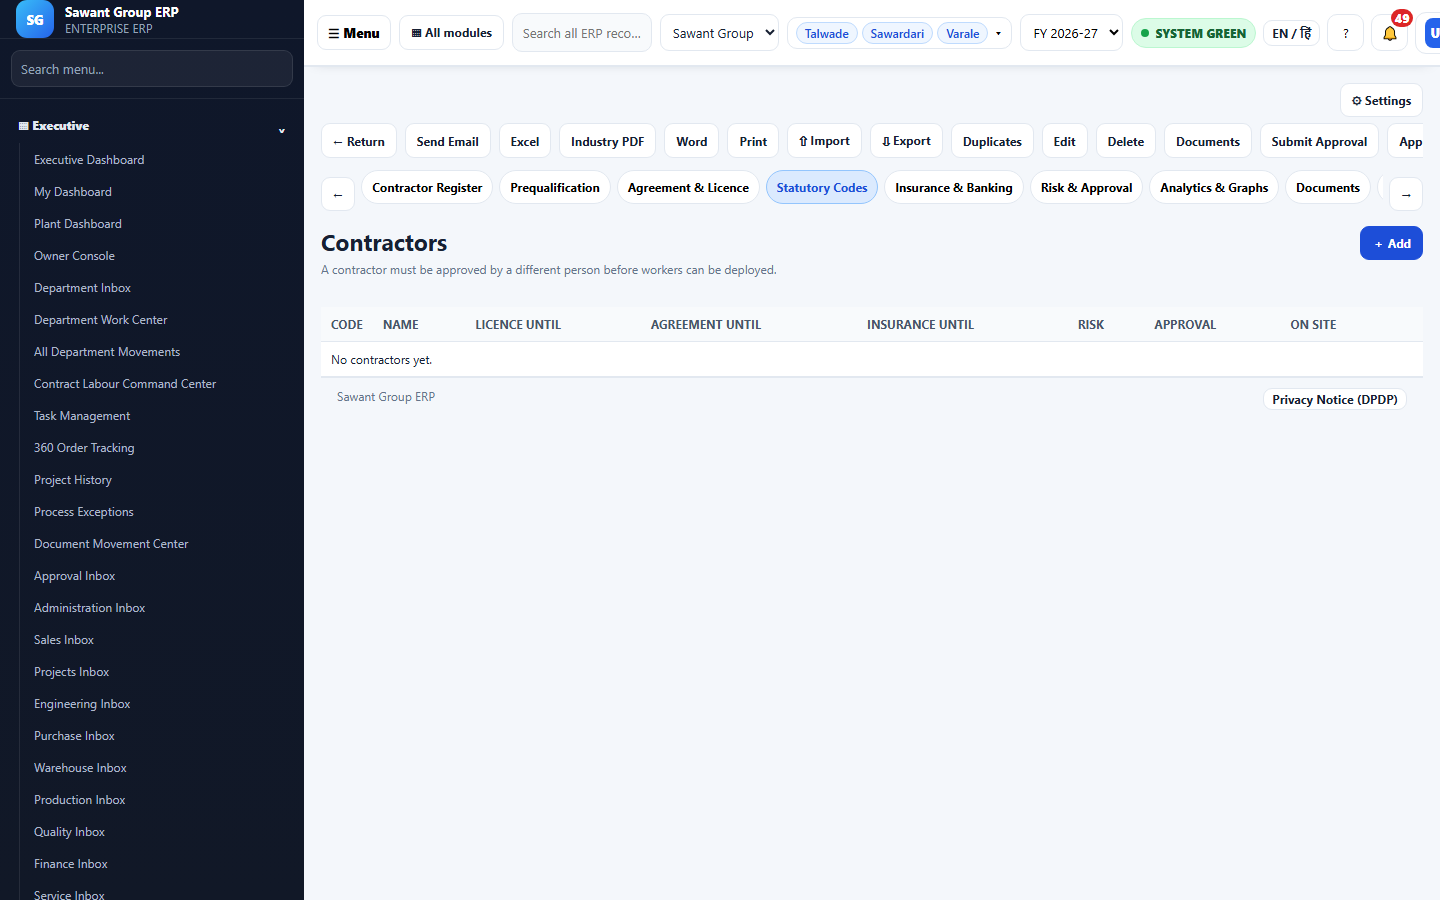 SG
Sawant Group ERP
ENTERPRISE ERP
Search menu...
Executive
Executive Dashboard
My Dashboard
Plant Dashboard
Owner Console
Department Inbox
Department Work Center
All Department Movements
Contract Labour Command Center
Task Management
360 Order Tracking
Project History
Process Exceptions
Document Movement Center
Approval Inbox
Administration Inbox
Sales Inbox
Projects Inbox
Engineering Inbox
Purchase Inbox
Warehouse Inbox
Production Inbox
Quality Inbox
Finance Inbox
Service Inbox
☰ Menu
All modules
Search all ERP reco...
Sawant Group
Talwade Sawardari Varale
FY 2026-27
SYSTEM GREEN
EN / हिं
?
49
U
⚙ Settings
← Return
Send Email
Excel
Industry PDF
Word
Print
⇧ Import
⇩ Export
Duplicates
Edit
Delete
Documents
Submit Approval
App
←
Contractor Register
Prequalification
Agreement & Licence
Statutory Codes
Insurance & Banking
Risk & Approval
Analytics & Graphs
Documents
→
Contractors
+ Add
A contractor must be approved by a different person before workers can be deployed.
CODE NAME LICENCE UNTIL AGREEMENT UNTIL INSURANCE UNTIL RISK APPROVAL ON SITE
No contractors yet.
Sawant Group ERP
Privacy Notice (DPDP)